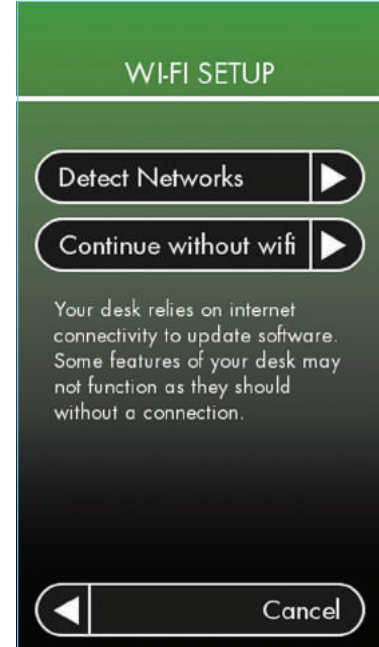 WI-FI SETUP
Detect Networks
Continue without wifi
Your desk relies on internet
connectivity to update software.
Some features of your desk may
not function as they should
without a connection.
Cancel